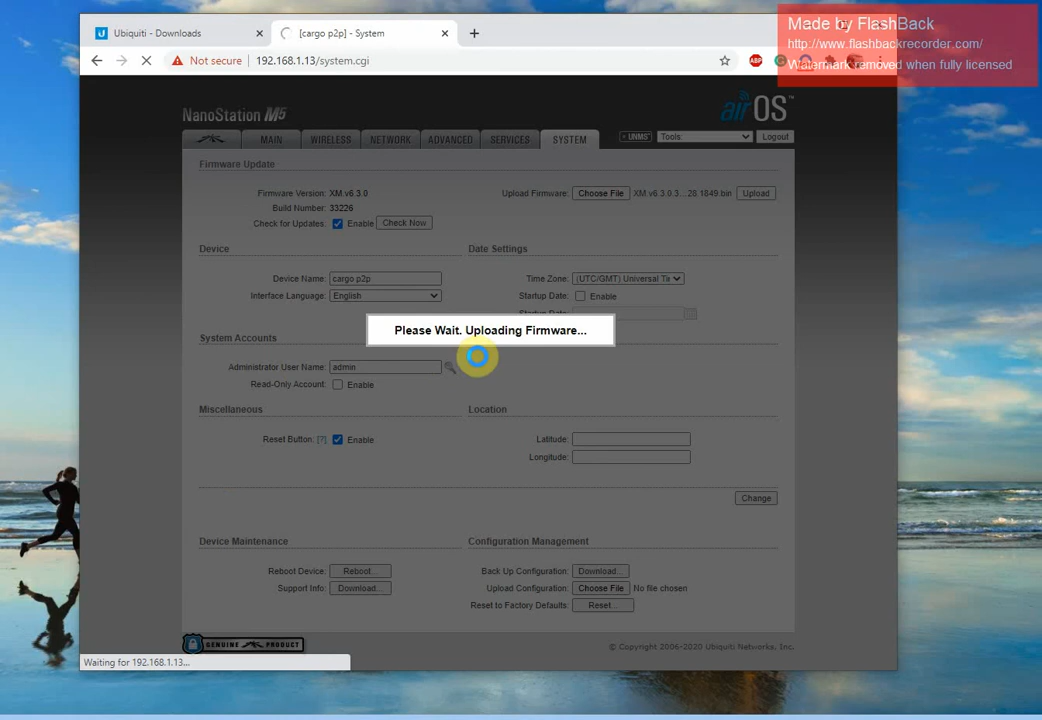 Made by FlashBack
http://www.flashbackrecorder.com/
Watermark removed when fully licensed
Ubiquiti - Downloads
[cargo p2p] - System
Not secure
192.168.1.13/system.cgi
ABP
NanoStation M5
airOS™
MAIN WIRELESS NETWORK ADVANCED SERVICES SYSTEM
UNMS Tools: Logout
Firmware Update
Firmware Version: XM.v6.3.0
Upload Firmware: Choose File XM.v6.3.0.3...28.1849.bin Upload
Build Number: 33226
Check for Updates: Enable Check Now
Device
Date Settings
Device Name: cargo p2p
Time Zone: (UTC/GMT) Universal Tin
Interface Language: English
Startup Date: Enable
Startup Date:
Please Wait. Uploading Firmware...
System Accounts
Administrator User Name: admin
Read-Only Account: Enable
Miscellaneous
Location
Reset Button: [?] Enable
Latitude:
Longitude:
Change
Device Maintenance
Configuration Management
Reboot Device: Reboot...
Back Up Configuration: Download...
Support Info: Download...
Upload Configuration: Choose File No file chosen
Reset to Factory Defaults: Reset...
GENUINE PRODUCT
© Copyright 2006-2020 Ubiquiti Networks, Inc.
Waiting for 192.168.1.13...